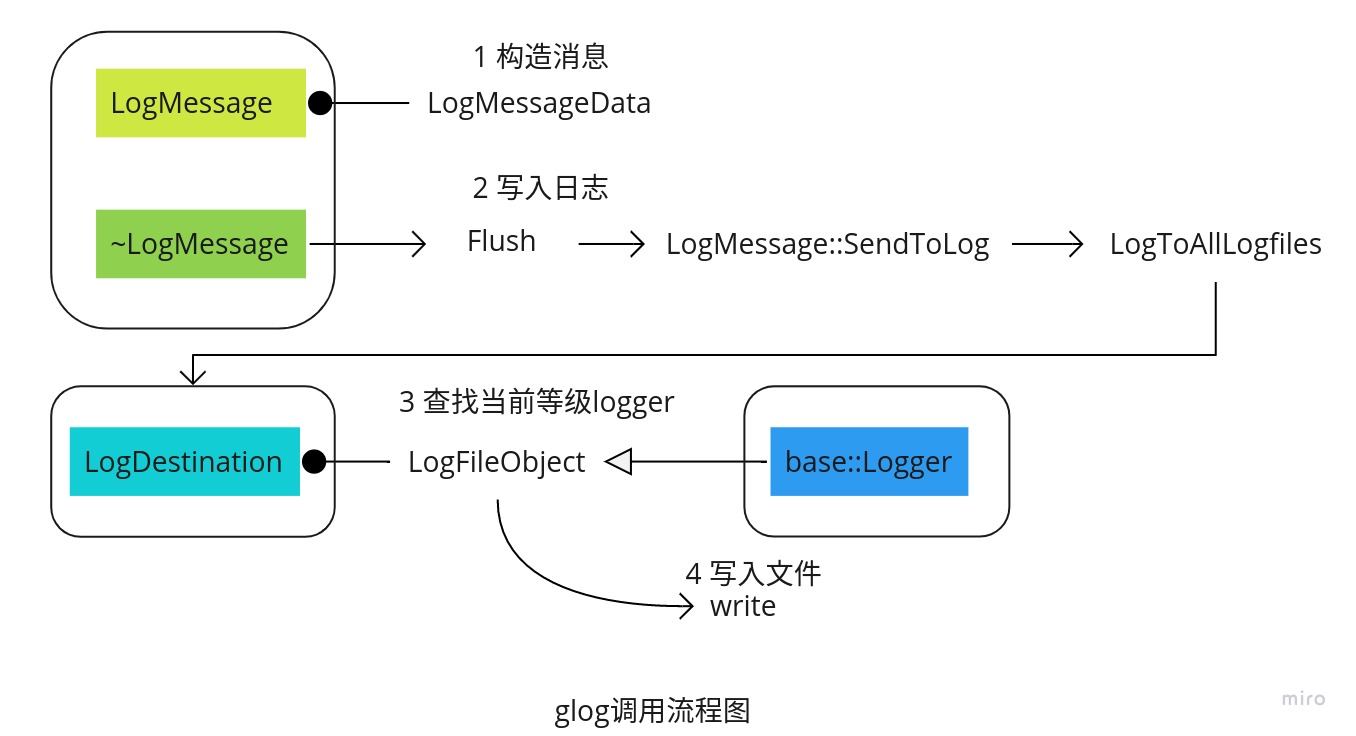 1 构造消息
LogMessage
LogMessageData
2 写入日志
~LogMessage
Flush
LogMessage::SendToLog
LogToAllLogfiles
3 查找当前等级logger
LogDestination
LogFileObject
base::Logger
4 写入文件
write
glog调用流程图
miro